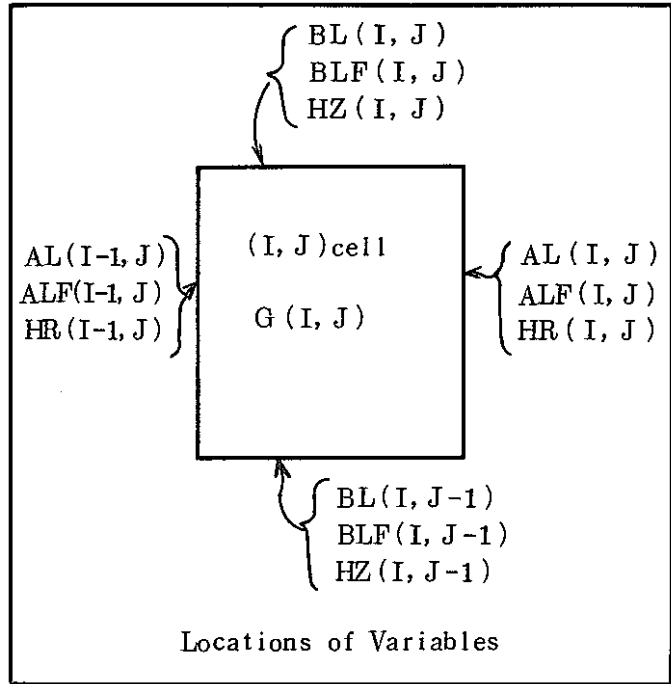 BL(I, J)
BLF(I, J)
HZ(I, J)
AL(I-1, J)
ALF(I-1, J)
HR(I-1, J)
(I, J)cell
G(I, J)
AL(I, J)
ALF(I, J)
HR(I, J)
BL(I, J-1)
BLF(I, J-1)
HZ(I, J-1)
Locations of Variables